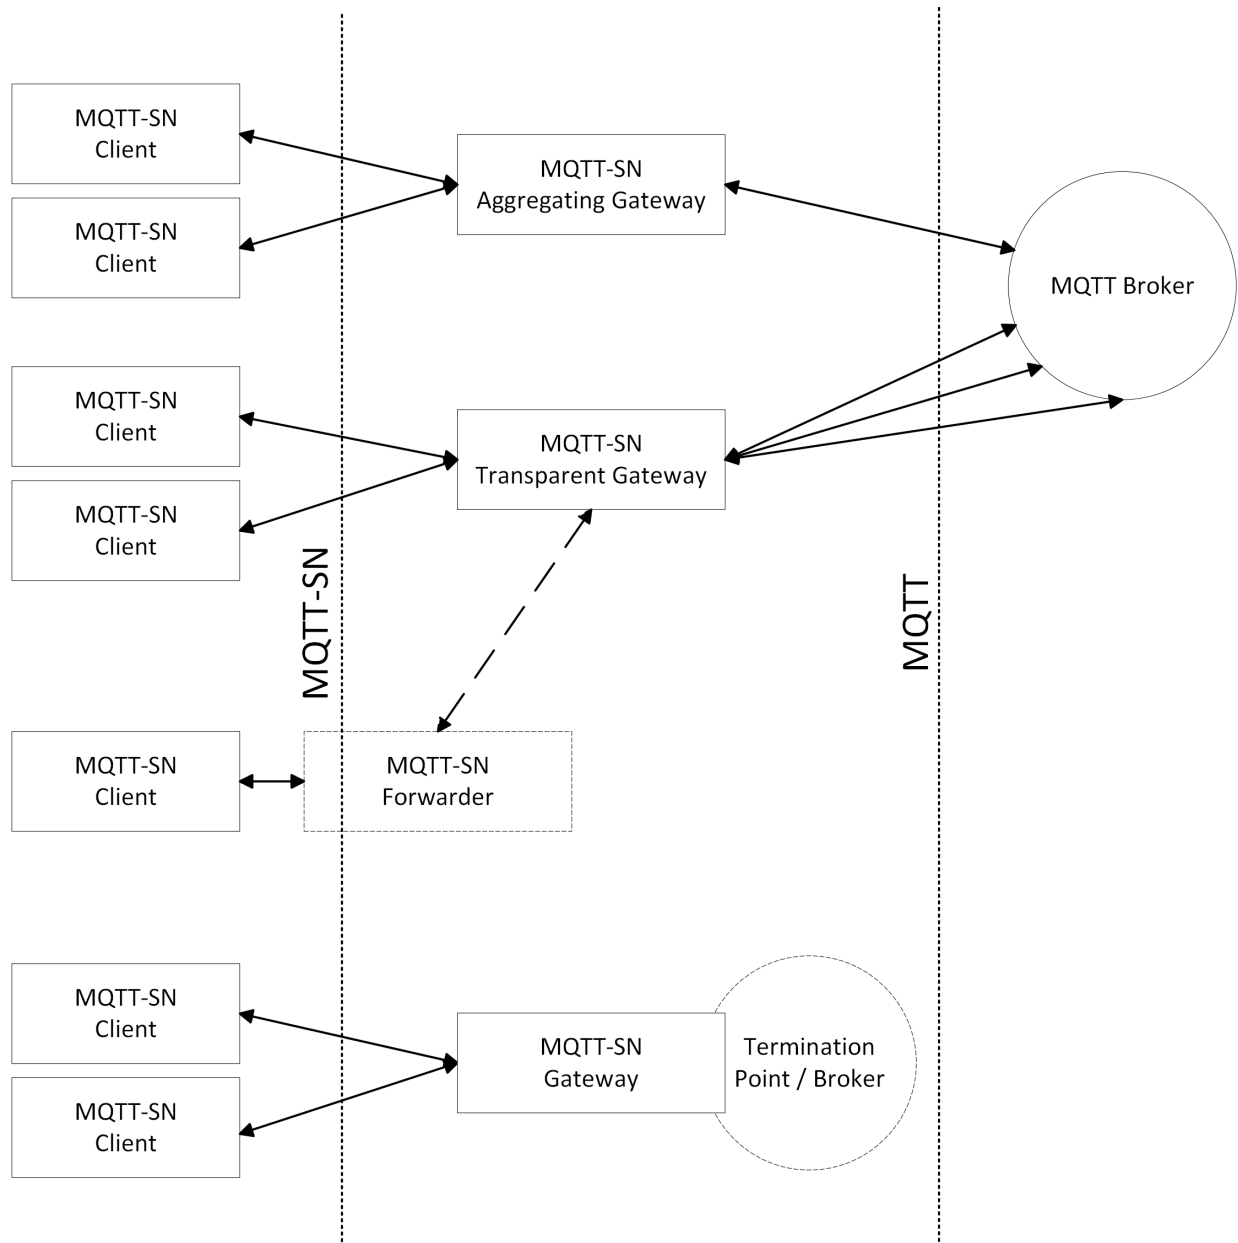 MQTT-SN
Client
MQTT-SN
Client
MQTT-SN
Aggregating Gateway
MQTT Broker
MQTT-SN
Client
MQTT-SN
Client
MQTT-SN
Transparent Gateway
MQTT-SN
MQTT
MQTT-SN
Client
MQTT-SN
Forwarder
MQTT-SN
Client
MQTT-SN
Client
MQTT-SN
Gateway
Termination
Point / Broker